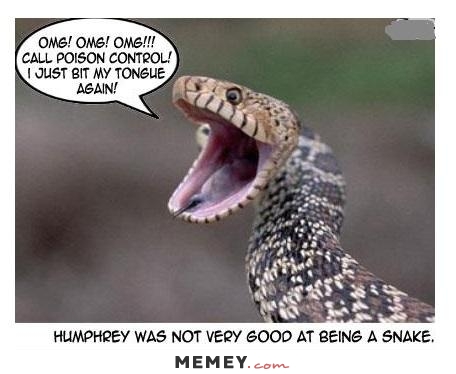 OMG! OMG! OMG!!!
CALL POISON CONTROL!
I JUST BIT MY TONGUE
AGAIN!
HUMPHREY WAS NOT VERY GOOD AT BEING A SNAKE.
MEMEY.com